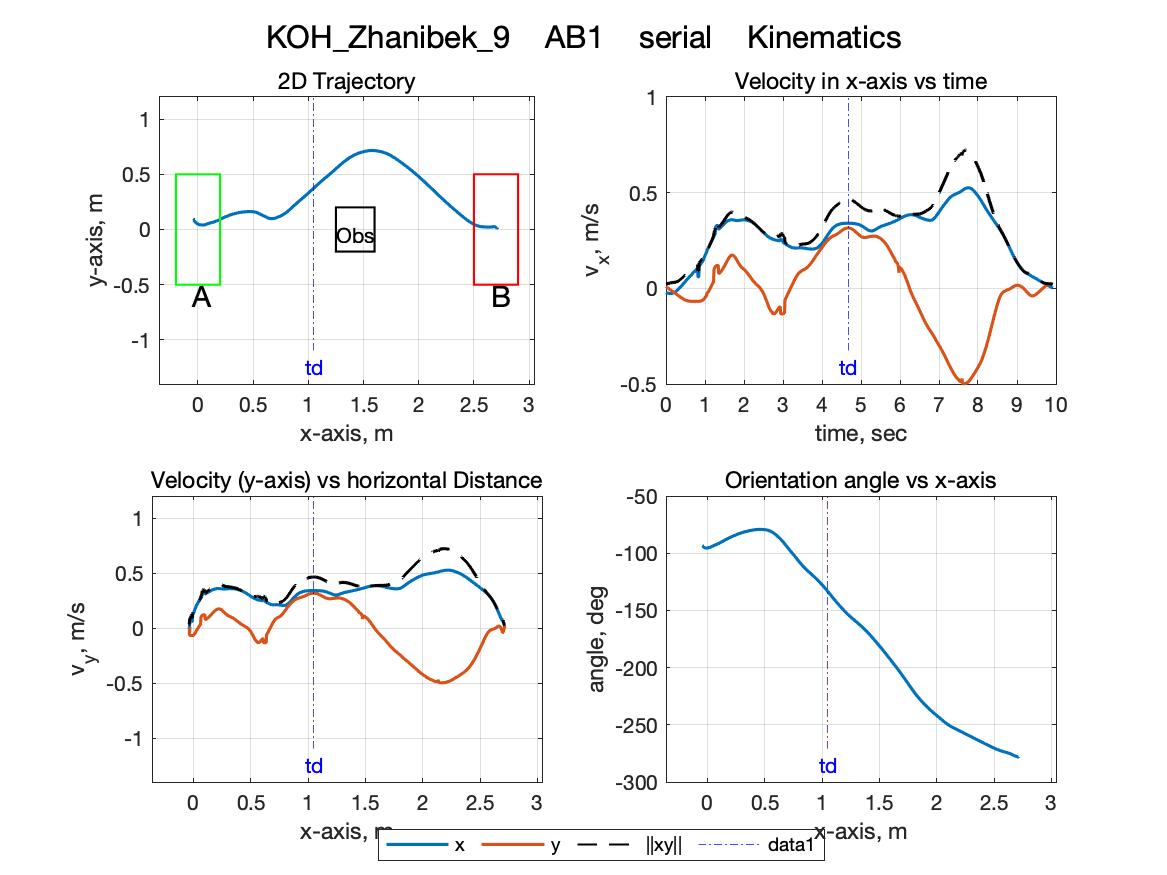 KOH_Zhanibek_9 AB1 serial Kinematics
2D Trajectory
1
0.5
0
-0.5
-1
y-axis, m
A
Obs
B
td
0 0.5 1 1.5 2 2.5 3
x-axis, m
Velocity in x-axis vs time
1
0.5
0
-0.5
vx, m/s
td
0 1 2 3 4 5 6 7 8 9 10
time, sec
Velocity (y-axis) vs horizontal Distance
1
0.5
0
-0.5
-1
vy, m/s
td
0 0.5 1 1.5 2 2.5 3
x-axis, m
Orientation angle vs x-axis
-50
-100
-150
-200
-250
-300
angle, deg
td
0 0.5 1 1.5 2 2.5 3
x-axis, m
x y ||xy|| data1